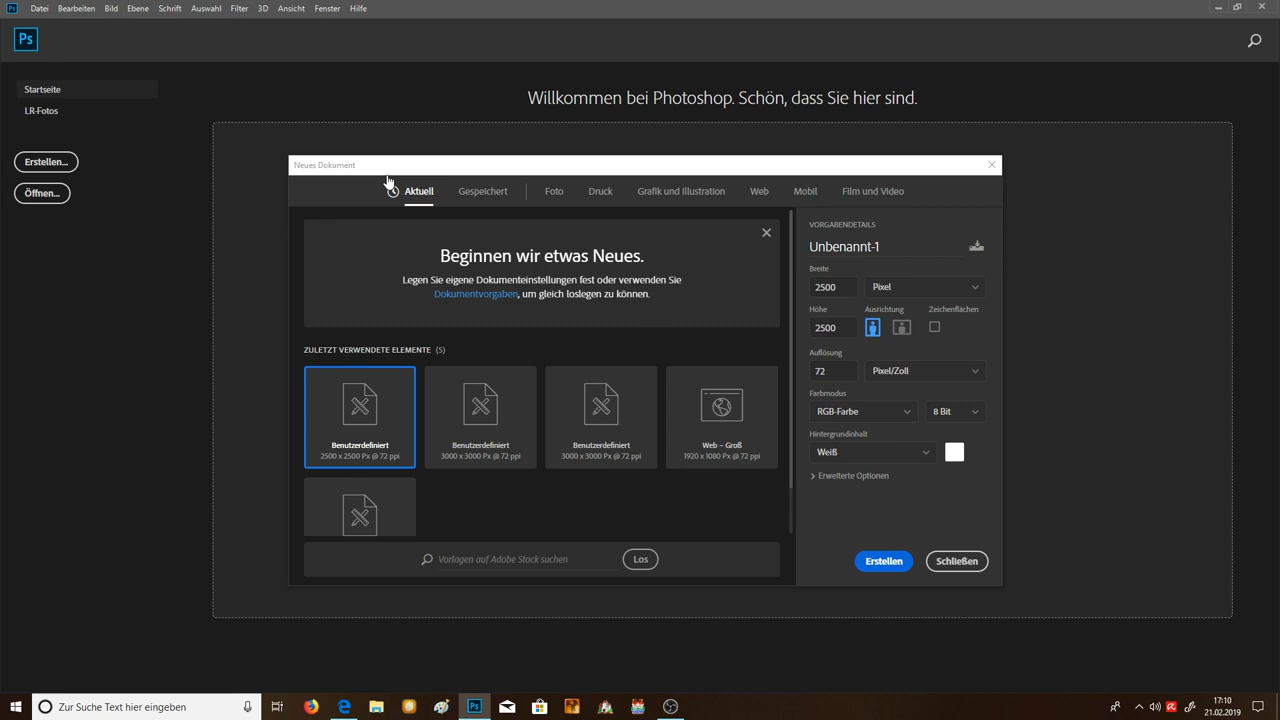 Ps Datei Bearbeiten Bild Ebene Schrift Auswahl Filter 3D Ansicht Fenster Hilfe
Ps
Startseite
LR-Fotos
Erstellen...
Öffnen...
Willkommen bei Photoshop. Schön, dass Sie hier sind.
Neues Dokument
Aktuell Gespeichert Foto Druck Grafik und Illustration Web Mobil Film und Video
Beginnen wir etwas Neues.
Legen Sie eigene Dokumenteinstellungen fest oder verwenden Sie
Dokumentvorgaben, um gleich loslegen zu können.
ZULETZT VERWENDETE ELEMENTE (5)
Benutzerdefiniert
2500 x 2500 Px @ 72 ppi
Benutzerdefiniert
3000 x 3000 Px @ 72 ppi
Benutzerdefiniert
3000 x 3000 Px @ 72 ppi
Web – Groß
1920 x 1080 Px @ 72 ppi
Vorlagen auf Adobe Stock suchen
Los
VORGABENDETAILS
Unbenannt-1
Breite
2500 Pixel
Höhe Ausrichtung Zeichenflächen
2500
Auflösung
72 Pixel/Zoll
Farbmodus
RGB-Farbe 8 Bit
Hintergrundinhalt
Weiß
Erweiterte Optionen
Erstellen Schließen
Zur Suche Text hier eingeben
Ps
17:10
21.02.2019